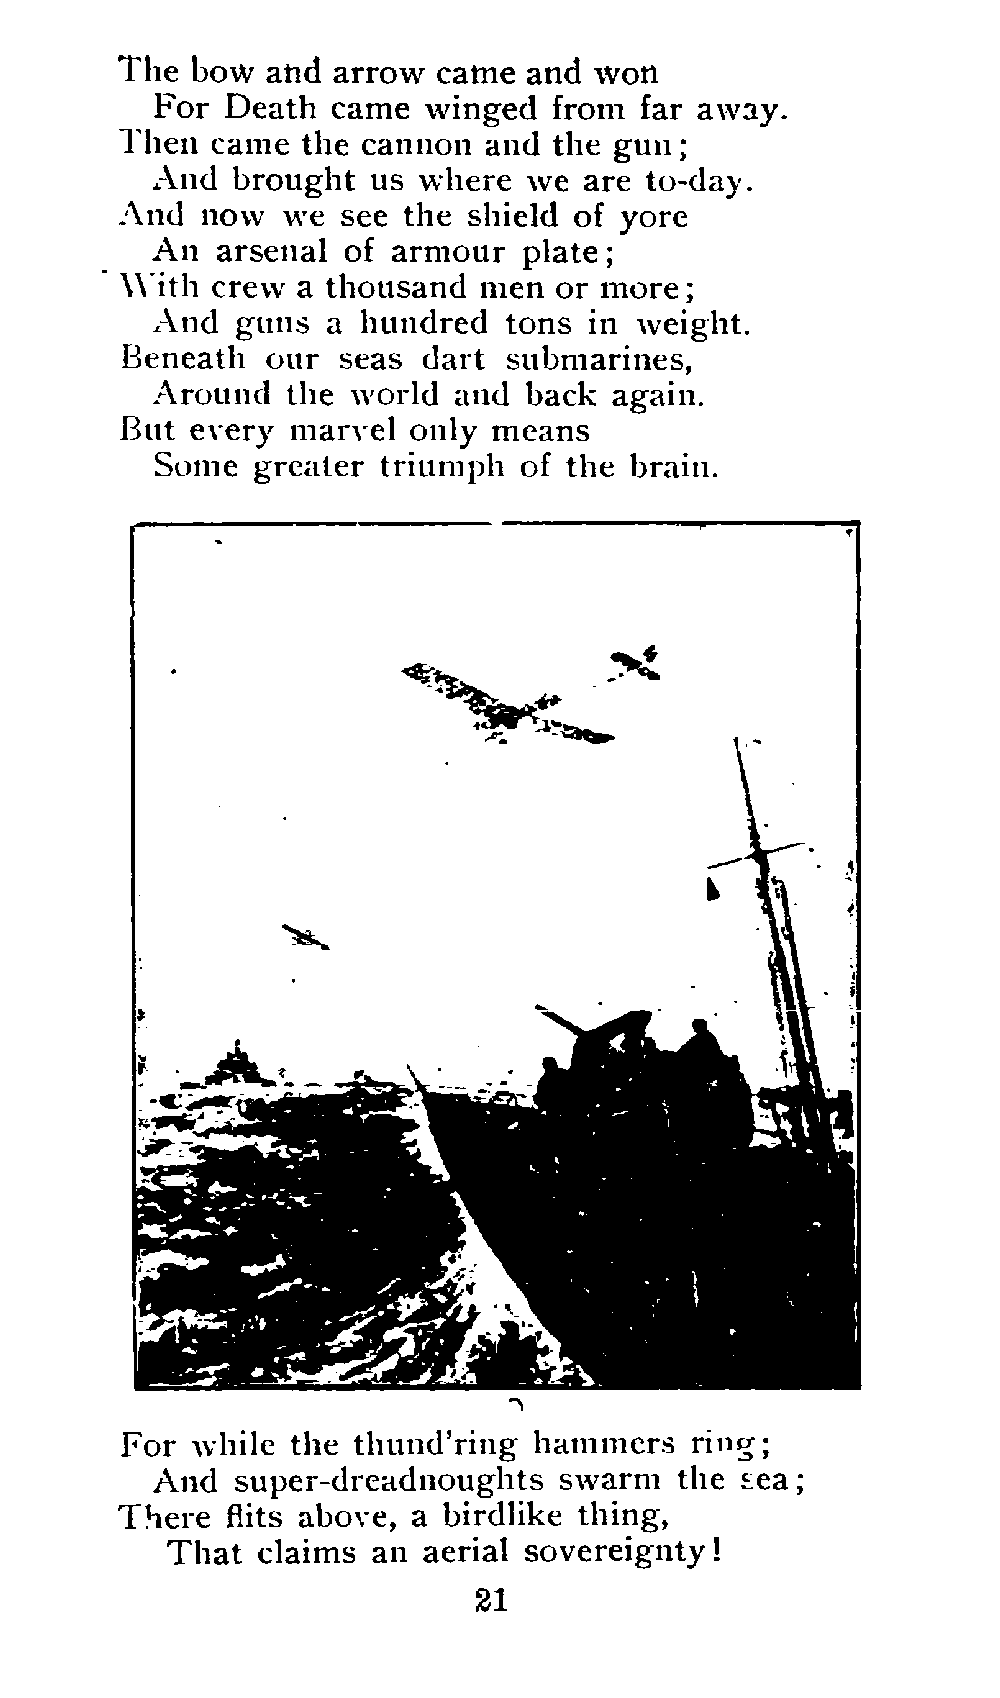 The bow and arrow came and won
For Death came winged from far away.
Then came the cannon and the gun;
And brought us where we are to-day.
And now we see the shield of yore
An arsenal of armour plate;
With crew a thousand men or more;
And guns a hundred tons in weight.
Beneath our seas dart submarines,
Around the world and back again.
But every marvel only means
Some greater triumph of the brain.
For while the thund'ring hammers ring;
And super-dreadnoughts swarm the sea;
There flits above, a birdlike thing,
That claims an aerial sovereignty!
21